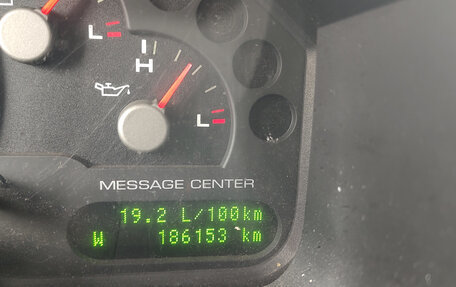 L
H
L
MESSAGE CENTER
19.2 L/100km
W 186153 km